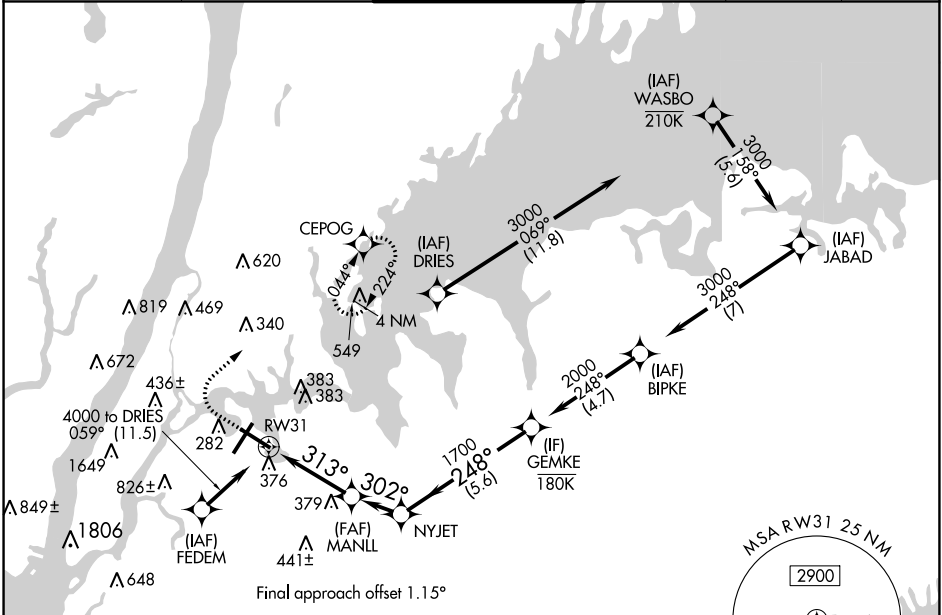 (IAF)
WASBO
210K
3000
158°
(5.6)
CEPOG
(IAF)
DRIES
3000
069°
(11.8)
(IAF)
JABAD
620
044°
224°
4 NM
549
3000
248°
(7)
819
469
340
672
436±
383
383
(IAF)
BIPKE
2000
248°
(4.7)
4000 to DRIES
059° (11.5)
282
RW31
(IF)
GEMKE
180K
1700
248°
(5.6)
1649
826±
376
313°
302°
379
NYJET
849±
1806
(IAF)
FEDEM
(FAF)
MANLL
441±
648
Final approach offset 1.15°
MSA RW31 25 NM
2900